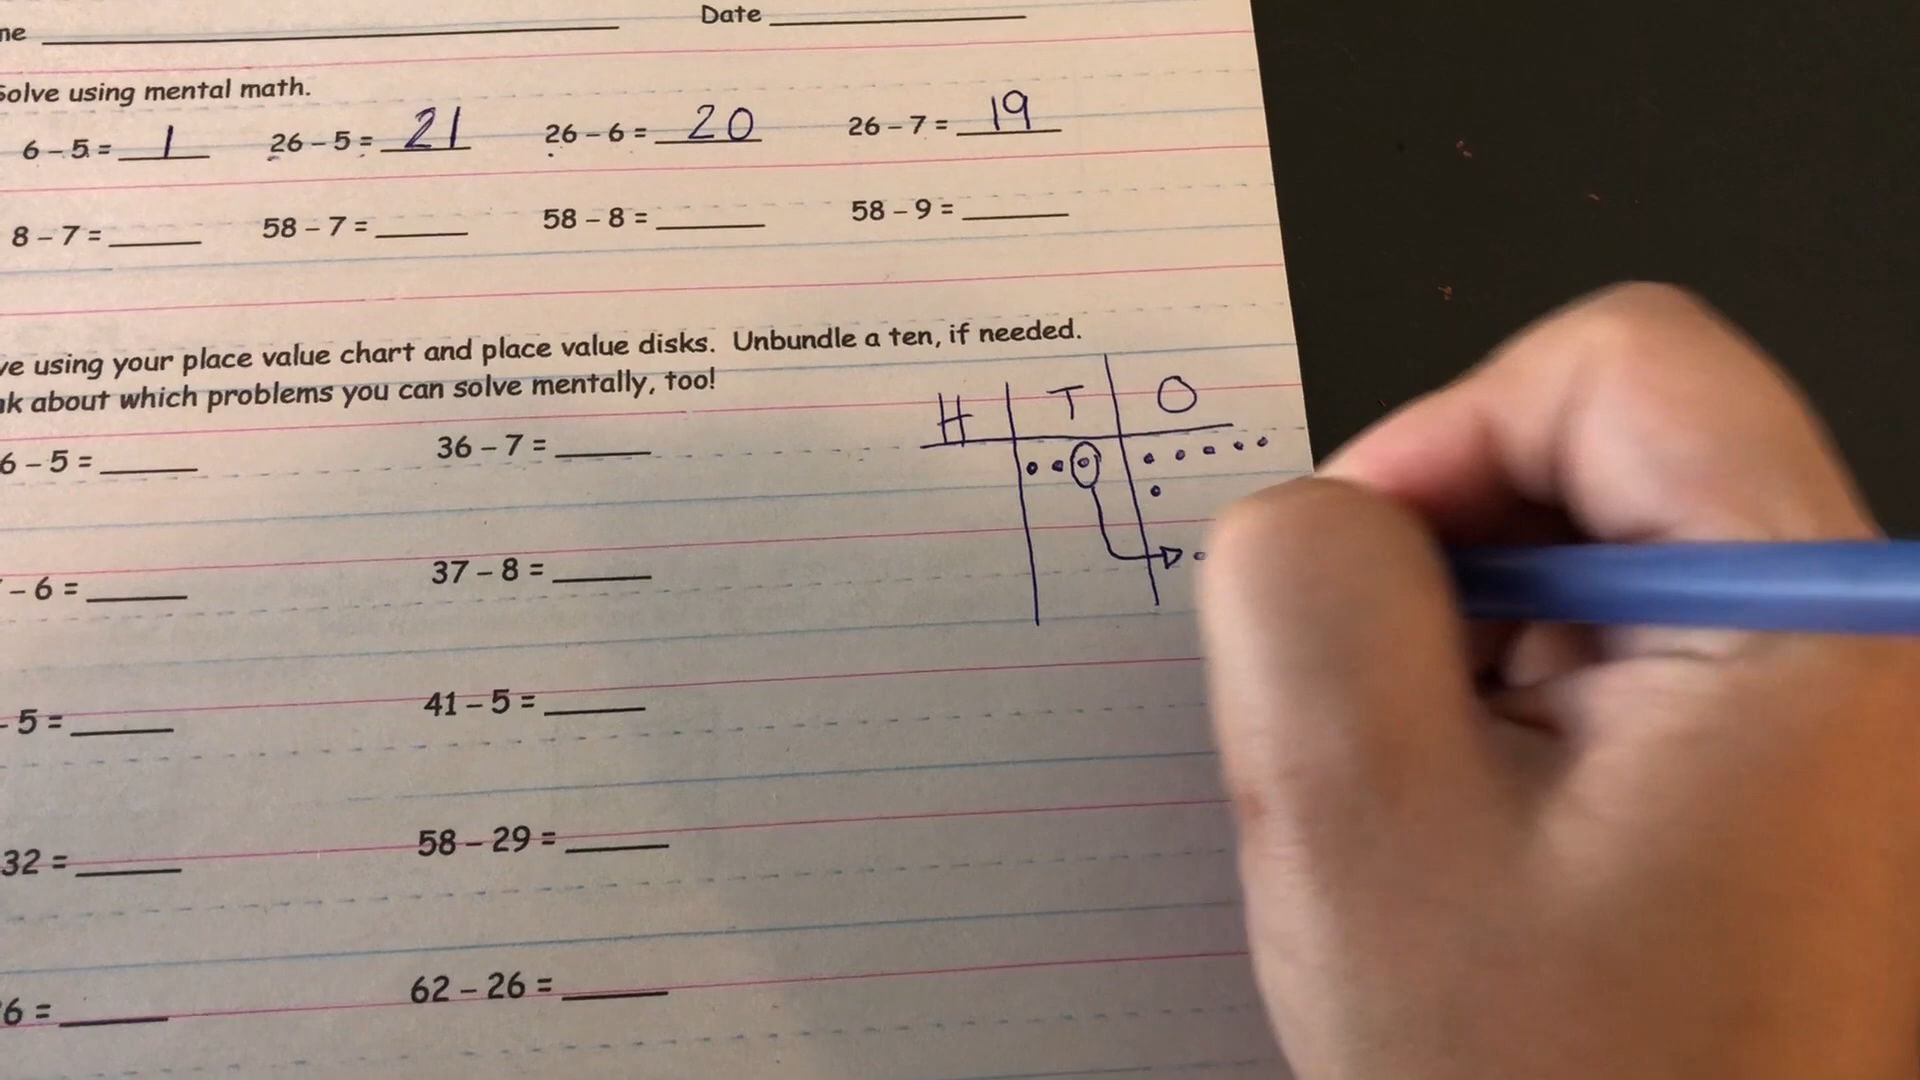 Date
Solve using mental math.
6 – 5 = 1 26 – 5 = 21 26 – 6 = 20 26 – 7 = 19
8 – 7 = 58 – 7 = 58 – 8 = 58 – 9 =
using your place value chart and place value disks. Unbundle a ten, if needed.
about which problems you can solve mentally, too!
H T O
6 – 5 = 36 – 7 =
– 6 = 37 – 8 =
– 5 = 41 – 5 =
32 = 58 – 29 =
6 = 62 – 26 =